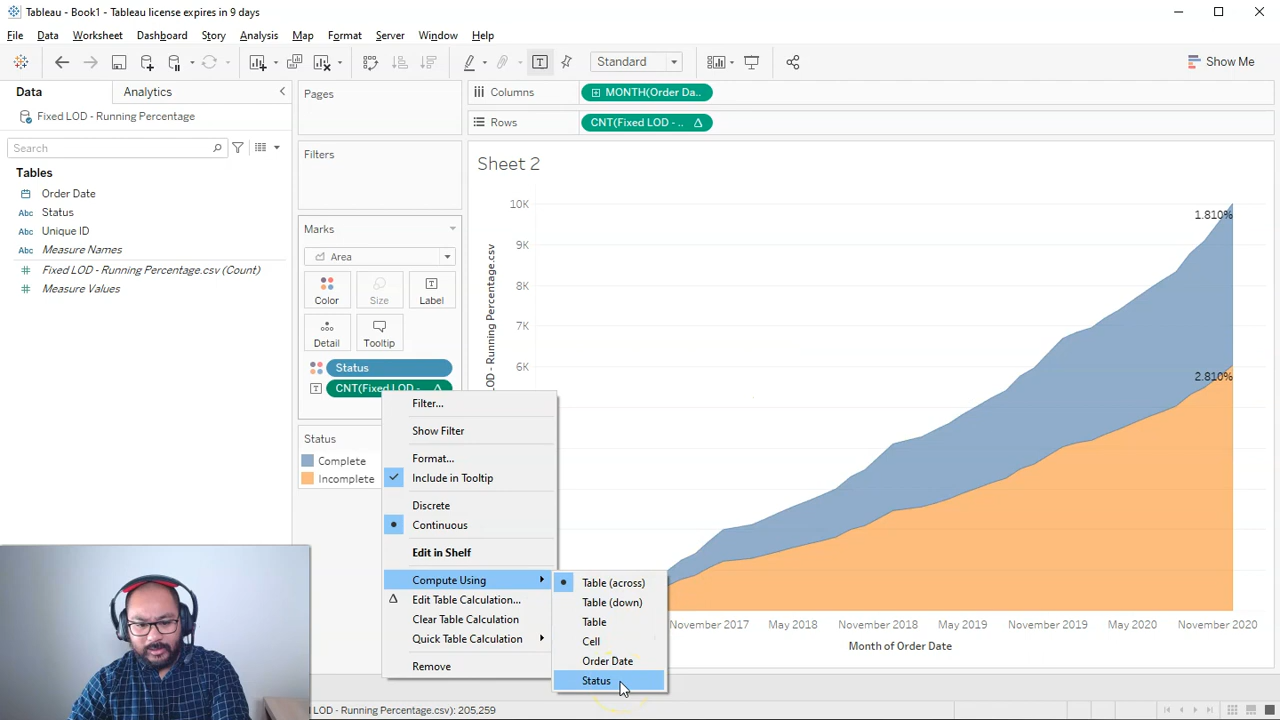 Tableau - Book1 - Tableau license expires in 9 days
File Data Worksheet Dashboard Story Analysis Map Format Server Window Help
Standard
Show Me
Data
Analytics
Pages
Columns
MONTH(Order Da..
Fixed LOD - Running Percentage
Rows
CNT(Fixed LOD - ..
Search
Filters
Sheet 2
Tables
Order Date
Abc Status
Abc Unique ID
Abc Measure Names
Fixed LOD - Running Percentage.csv (Count)
Measure Values
Marks
Area
Color
Size
Label
Detail
Tooltip
Status
CNT(Fixed LOD -
Filter...
Show Filter
Format...
Include in Tooltip
Discrete
Continuous
Edit in Shelf
Compute Using
Edit Table Calculation...
Clear Table Calculation
Quick Table Calculation
Remove
Table (across)
Table (down)
Table
Cell
Order Date
Status
Status
Complete
Incomplete
10K
9K
8K
7K
6K
LOD - Running Percentage.csv
1.810%
2.810%
November 2017
May 2018
November 2018
May 2019
November 2019
May 2020
November 2020
Month of Order Date
LOD - Running Percentage.csv): 205,259